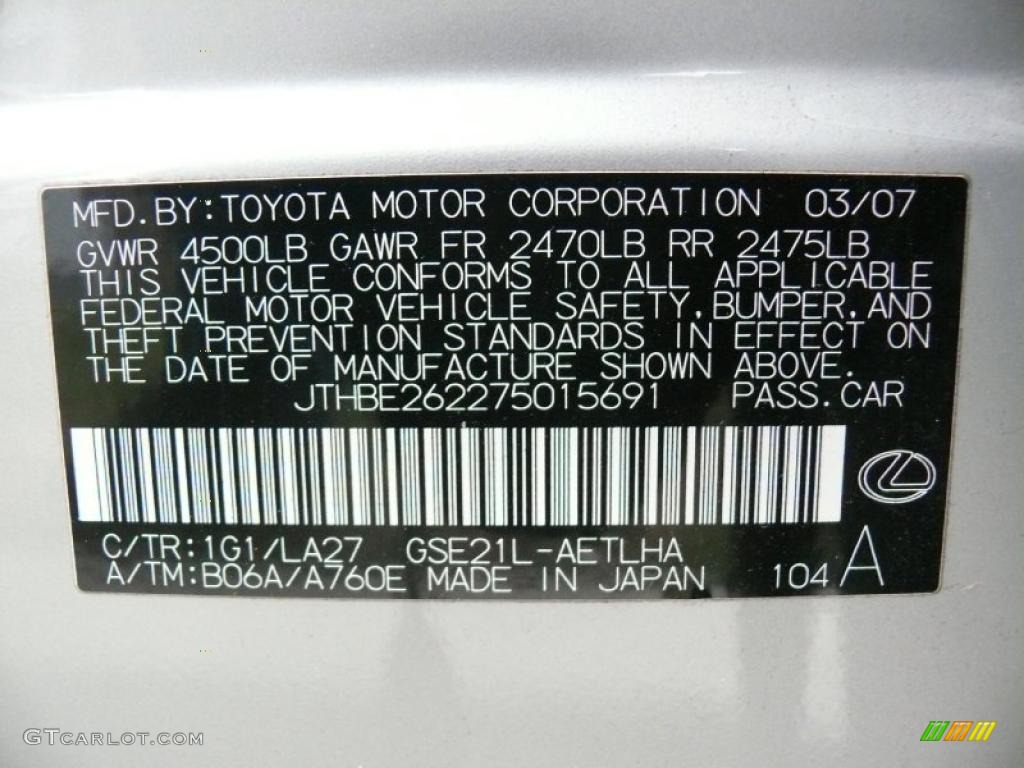 MFD.BY:TOYOTA MOTOR CORPORATION 03/07
GVWR 4500LB GAWR FR 2470LB RR 2475LB
THIS VEHICLE CONFORMS TO ALL APPLICABLE
FEDERAL MOTOR VEHICLE SAFETY,BUMPER,AND
THEFT PREVENTION STANDARDS IN EFFECT ON
THE DATE OF MANUFACTURE SHOWN ABOVE.
JTHBE262275015691 PASS.CAR
C/TR:1G1/LA27 GSE21L-AETLHA
A/TM:B06A/A760E MADE IN JAPAN 104 A
GTCARLOT.COM